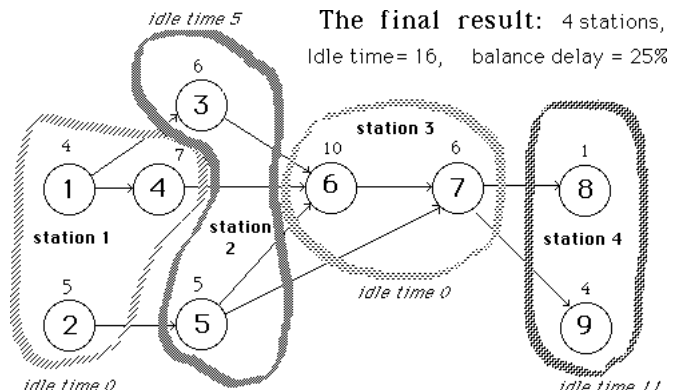 idle time 5
The final result: 4 stations,
Idle time= 16, balance delay = 25%
6
3
station 3
4
7
10
6
1
1
4
6
7
8
station 1
station
2
station 4
5
5
4
2
5
9
idle time 0
idle time 0
idle time 11